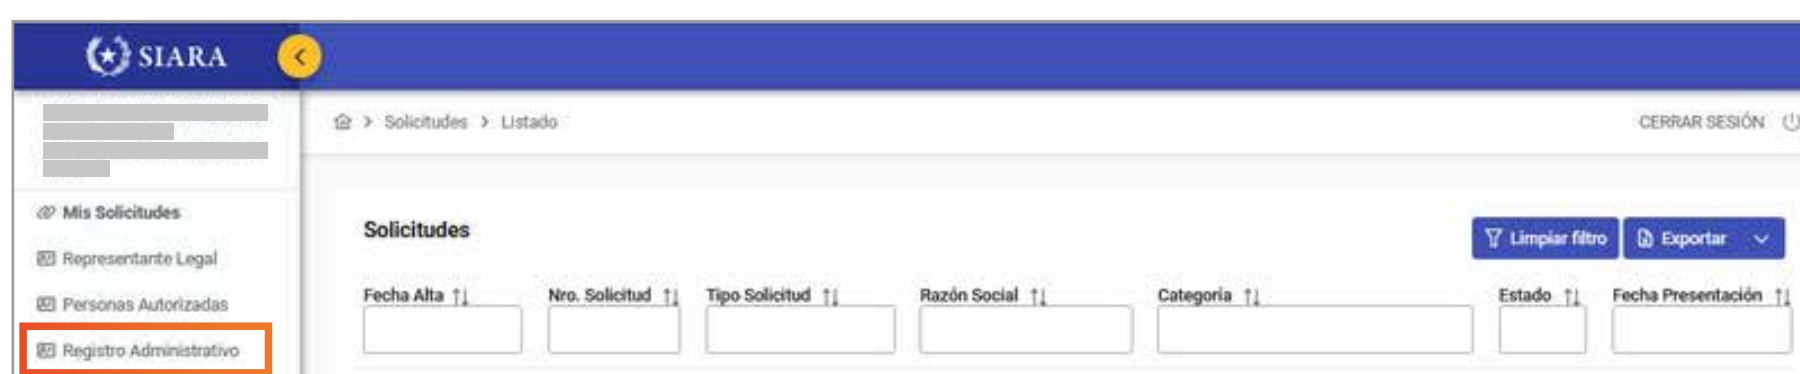 SIARA
Solicitudes Listado
CERRAR SESIÓN
Mis Solicitudes
Representante Legal
Personas Autorizadas
Registro Administrativo
Solicitudes
Limpiar filtro
Exportar
Fecha Alta Nro. Solicitud Tipo Solicitud Razón Social Categoría Estado Fecha Presentación